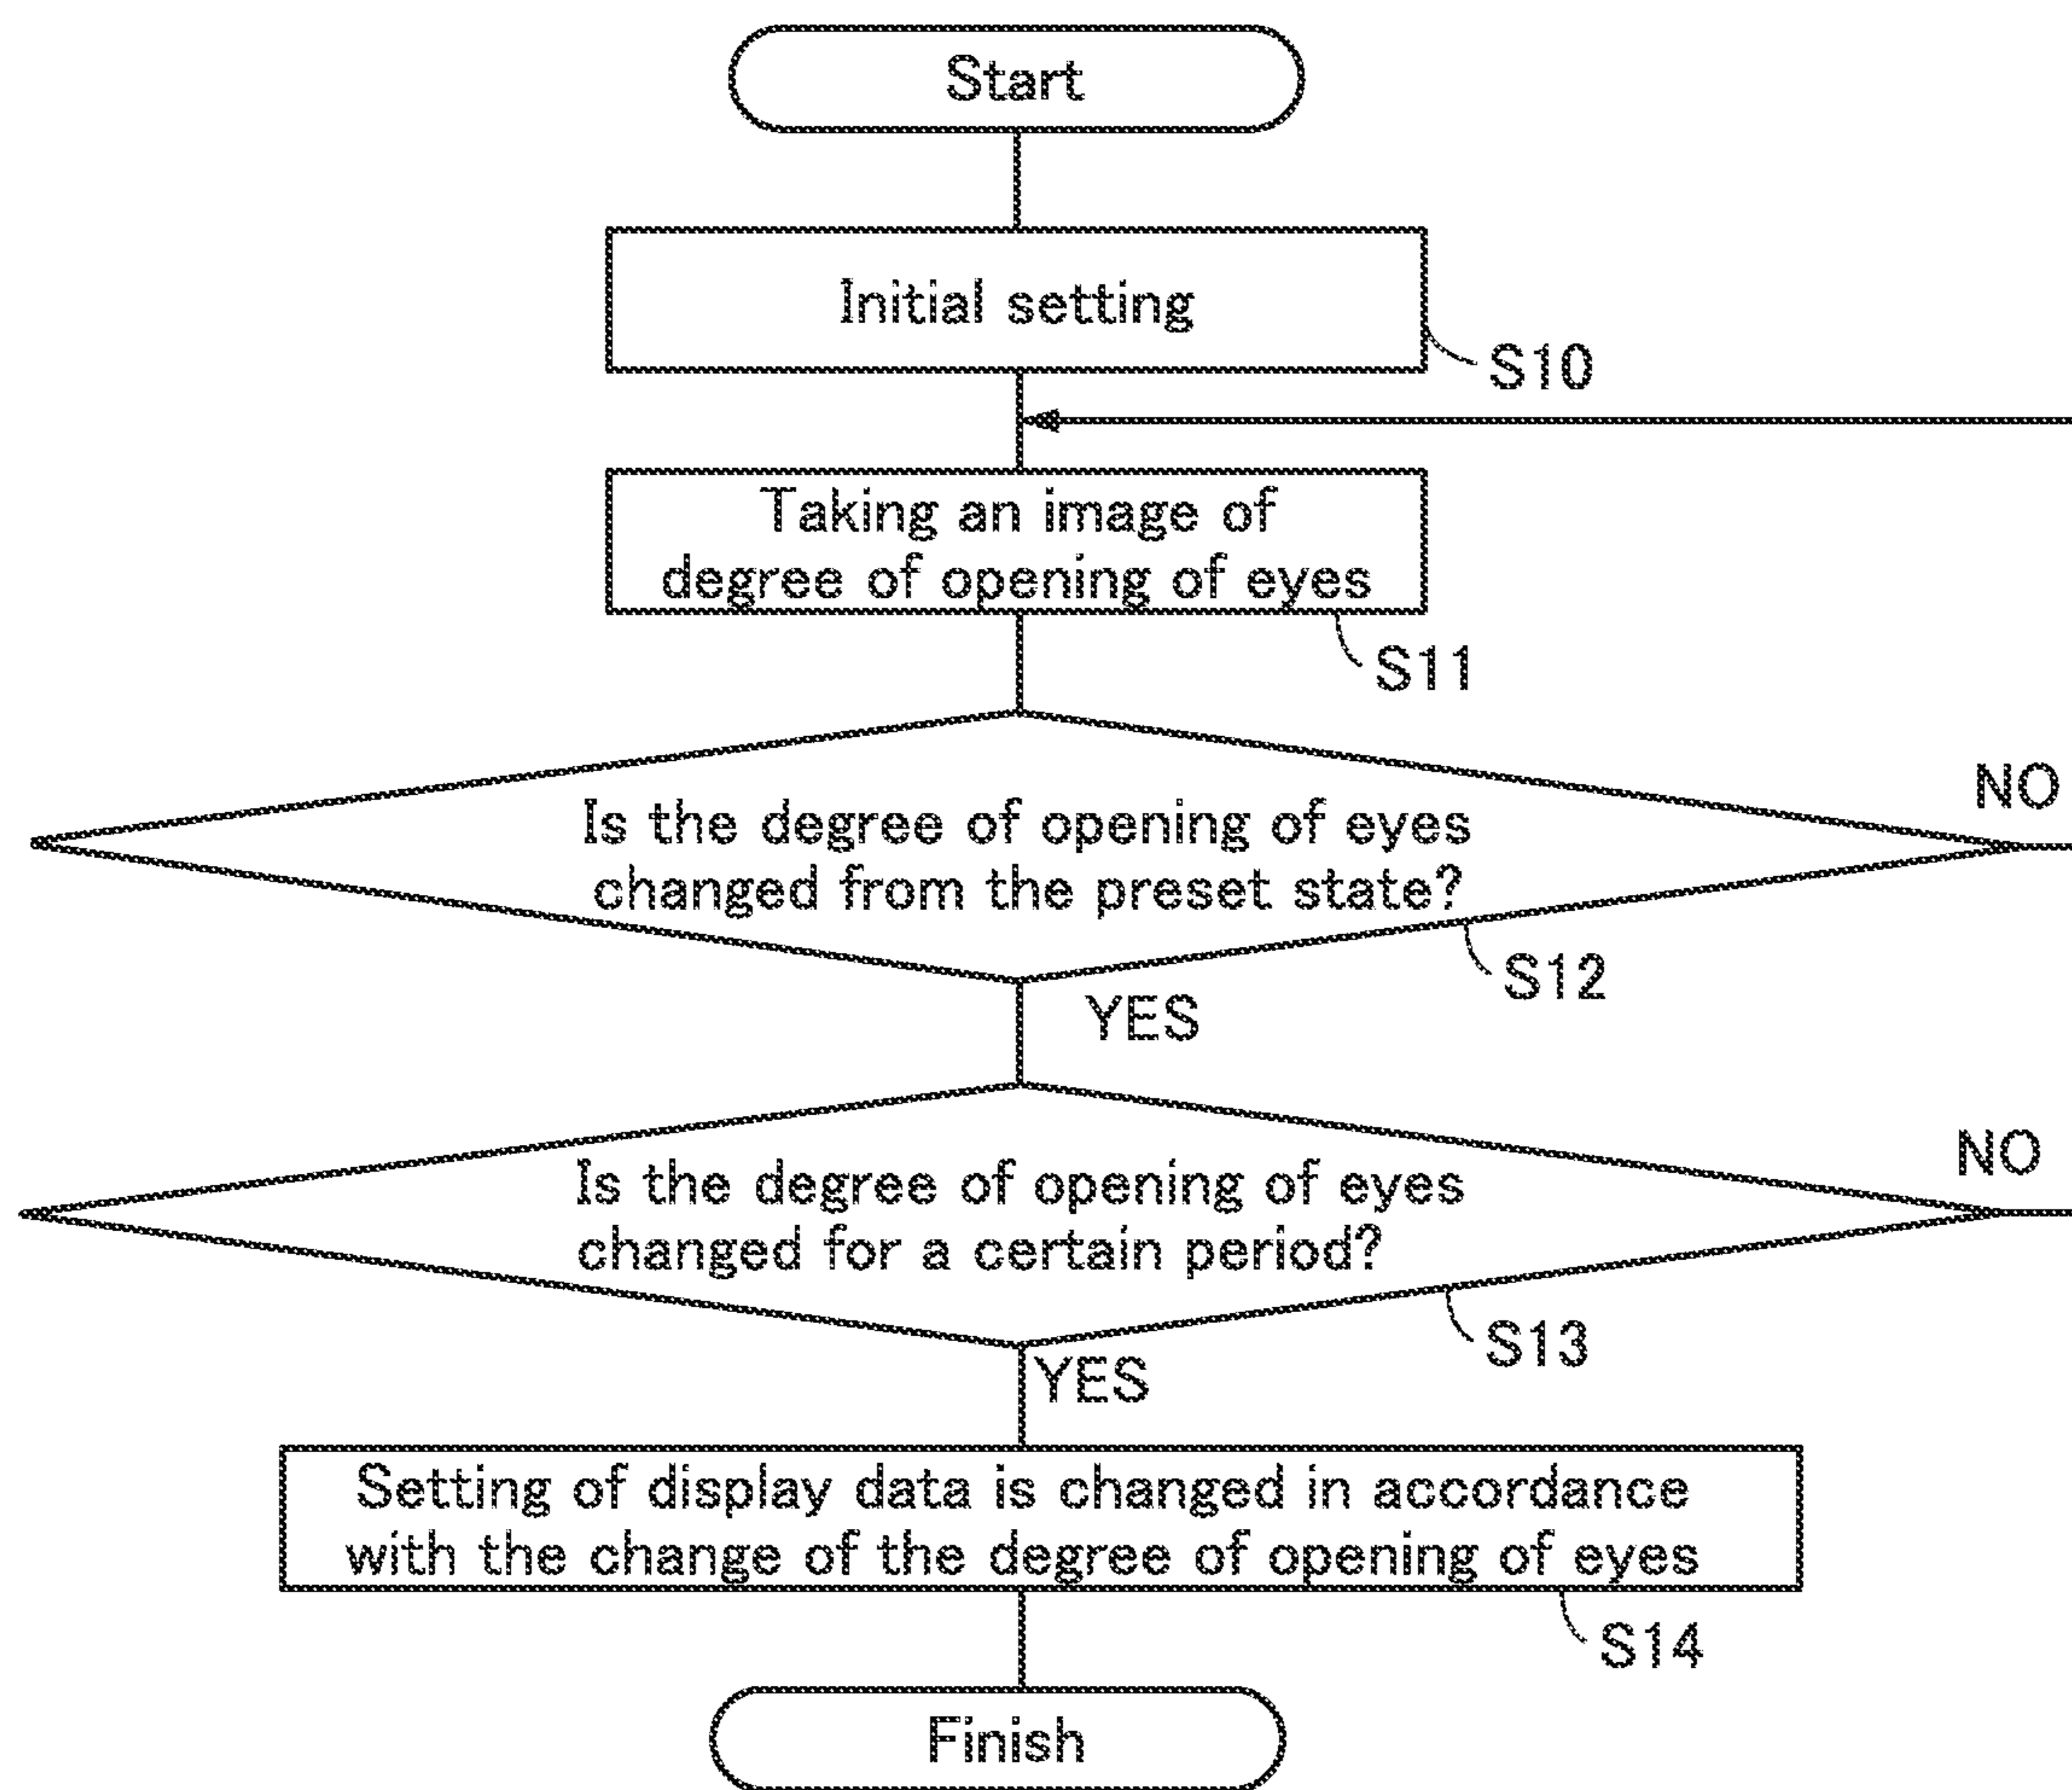 Start
Initial setting
S10
Taking an image of
degree of opening of eyes
S11
NO
Is the degree of opening of eyes
changed from the preset state?
S12
YES
NO
Is the degree of opening of eyes
changed for a certain period?
S13
YES
Setting of display data is changed in accordance
with the change of the degree of opening of eyes
S14
Finish